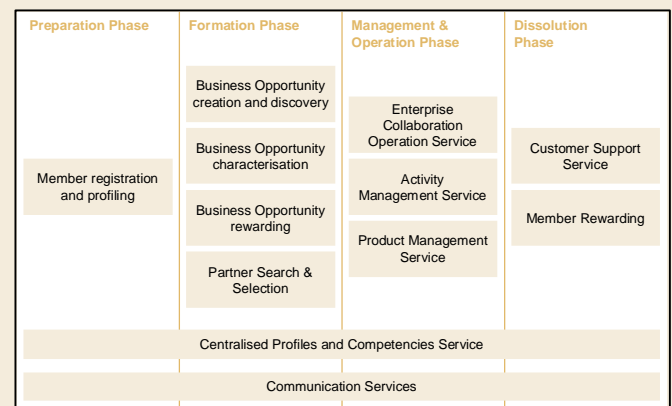 Preparation Phase
Formation Phase
Management &
Operation Phase
Dissolution
Phase
Member registration
and profiling
Business Opportunity
creation and discovery
Business Opportunity
characterisation
Business Opportunity
rewarding
Partner Search &
Selection
Enterprise
Collaboration
Operation Service
Activity
Management Service
Product Management
Service
Customer Support
Service
Member Rewarding
Centralised Profiles and Competencies Service
Communication Services